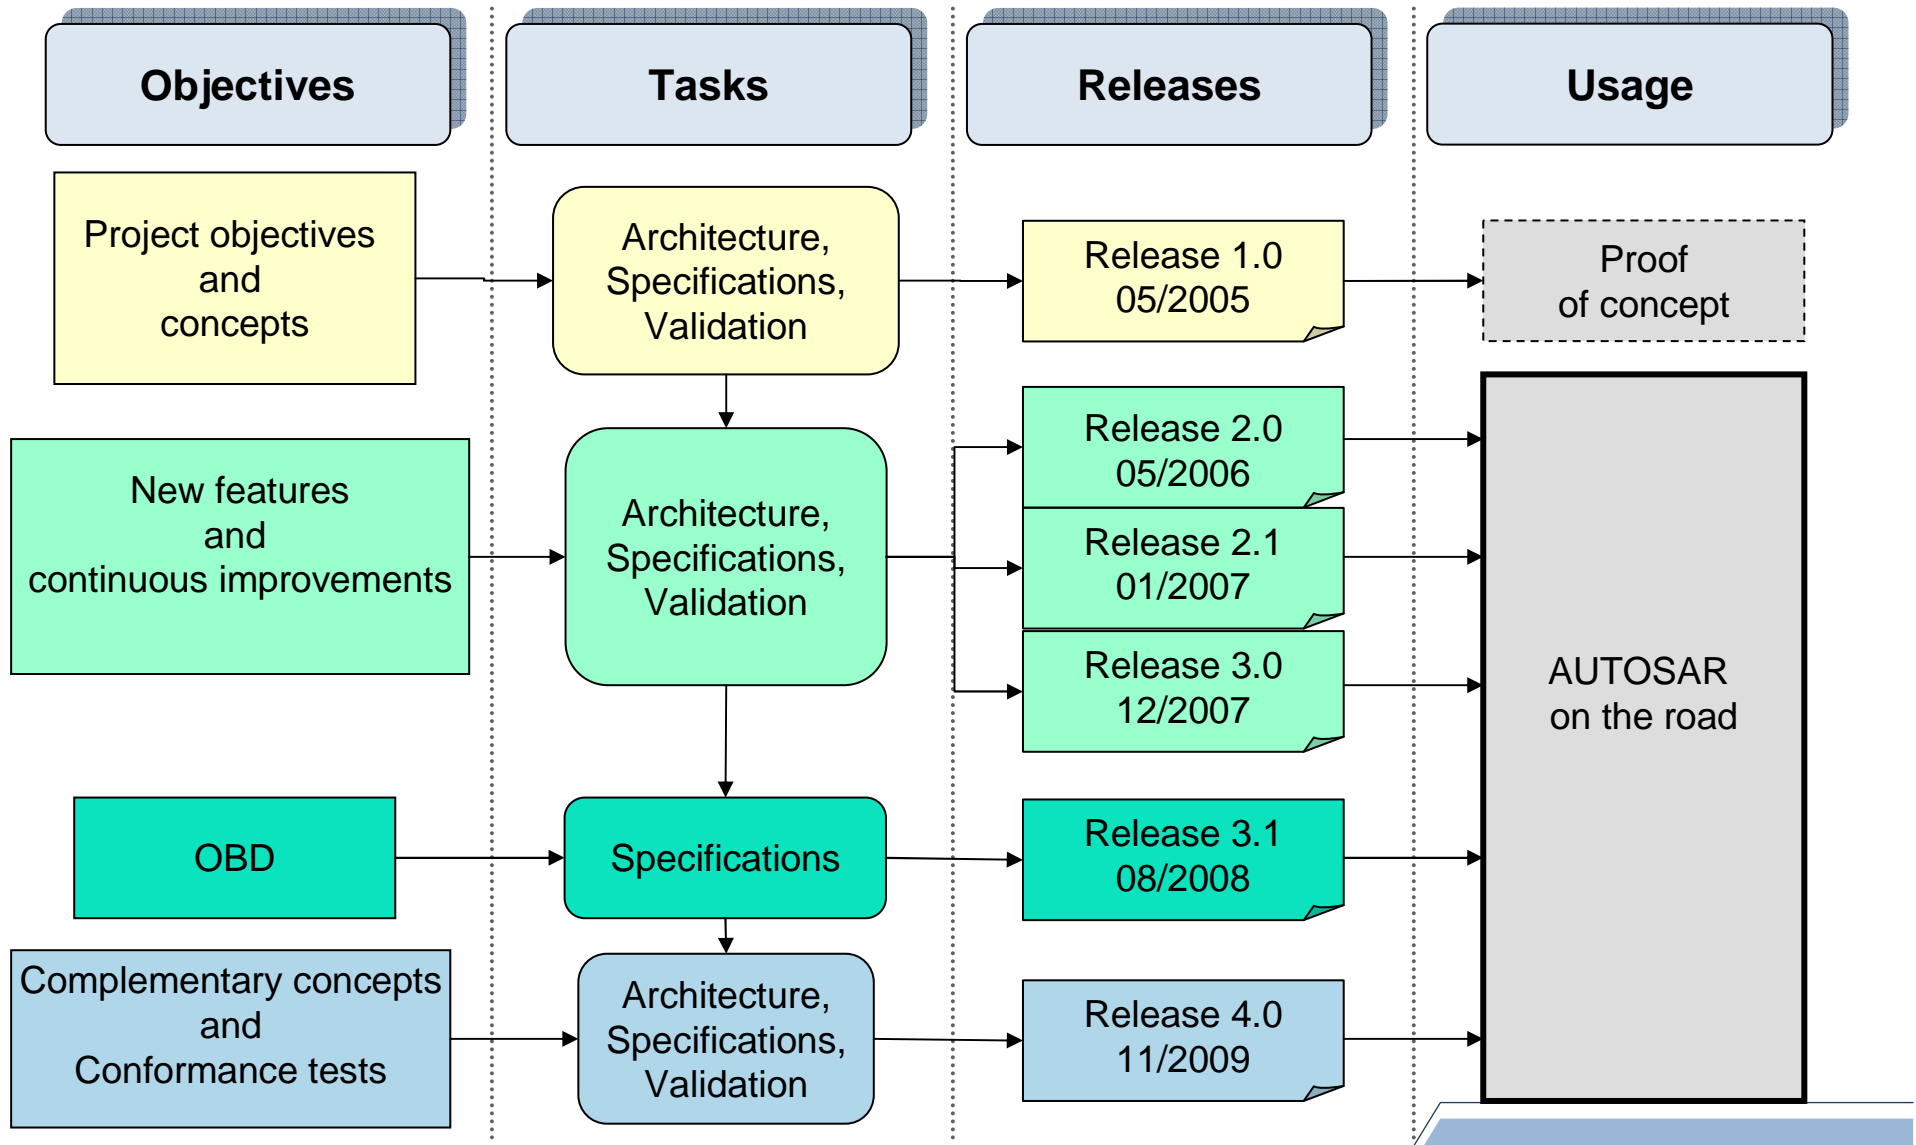 Objectives
Tasks
Releases
Usage
Project objectives
and
concepts
Architecture,
Specifications,
Validation
Release 1.0
05/2005
Proof
of concept
New features
and
continuous improvements
Architecture,
Specifications,
Validation
Release 2.0
05/2006
Release 2.1
01/2007
Release 3.0
12/2007
AUTOSAR
on the road
OBD
Specifications
Release 3.1
08/2008
Complementary concepts
and
Conformance tests
Architecture,
Specifications,
Validation
Release 4.0
11/2009